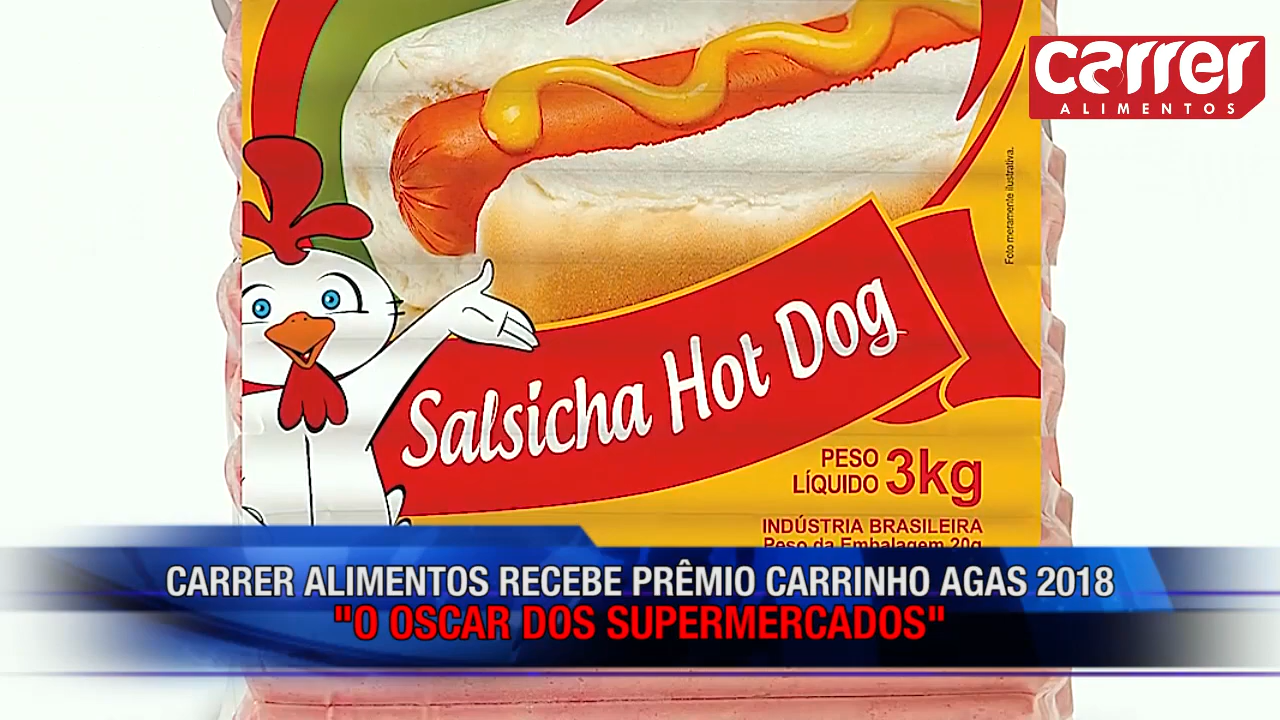 carrer
ALIMENTOS
Foto meramente ilustrativa.
Salsicha Hot Dog
PESO
LÍQUIDO 3kg
INDÚSTRIA BRASILEIRA
Peso da Embalagem 20g
CARRER ALIMENTOS RECEBE PRÊMIO CARRINHO AGAS 2018
"O OSCAR DOS SUPERMERCADOS"